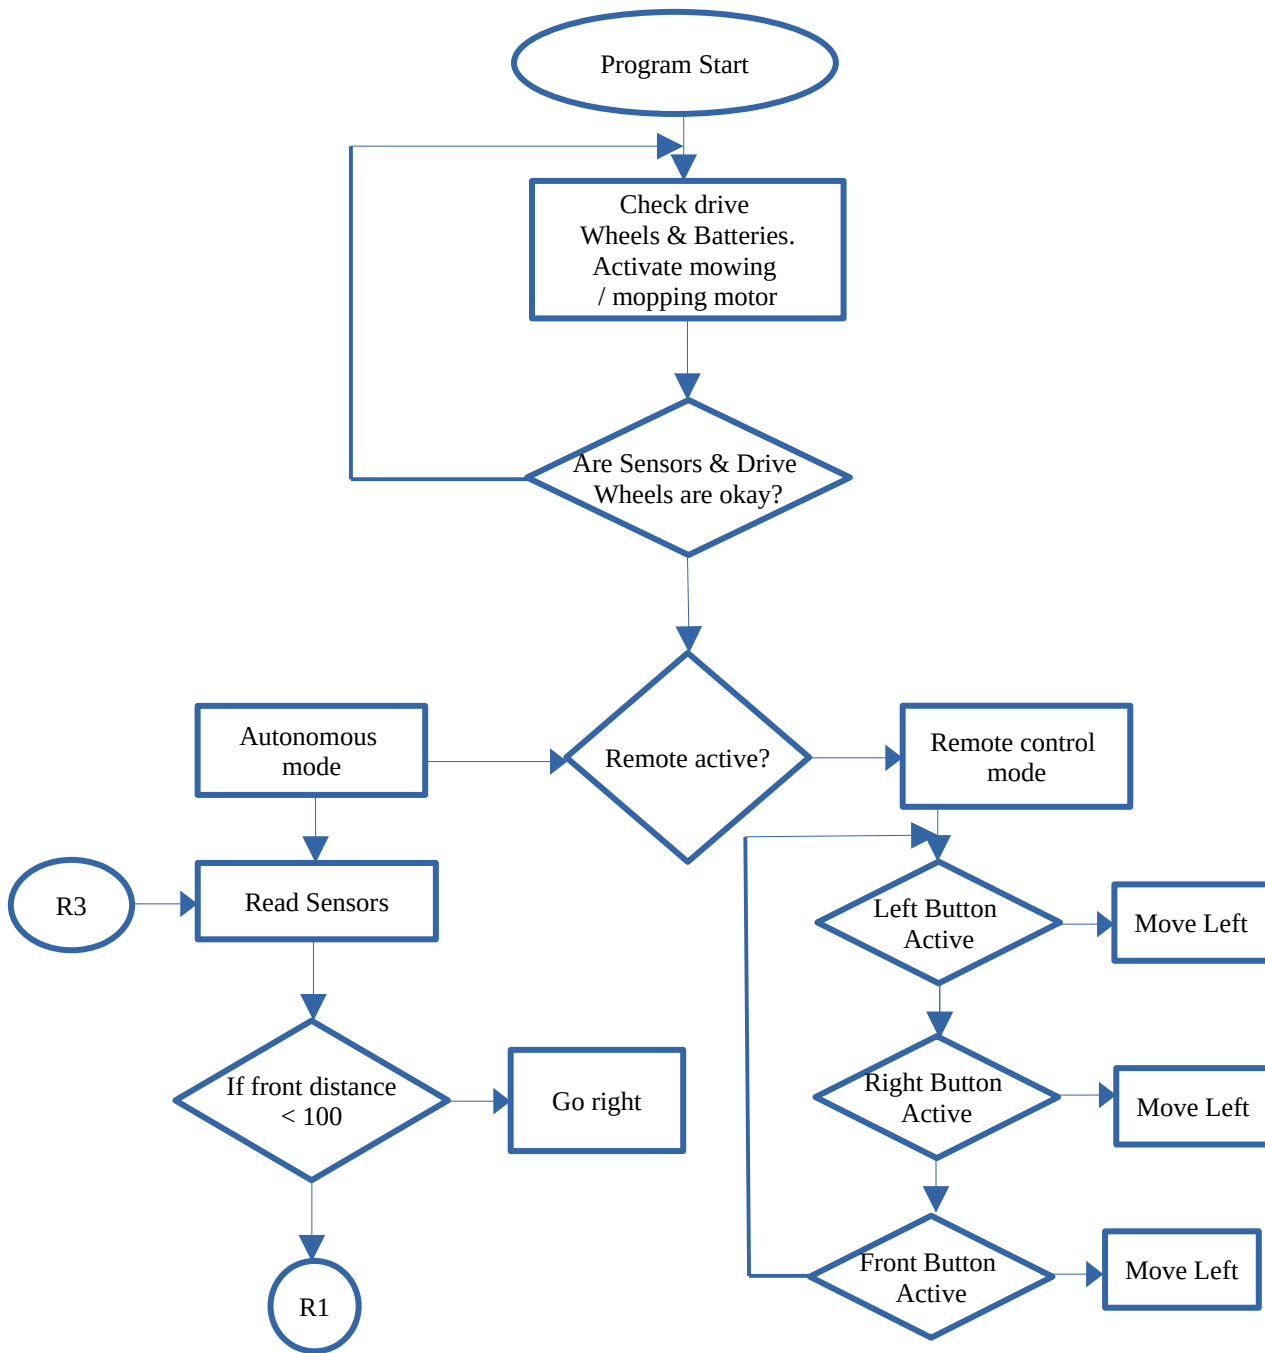 Program Start
Check drive
Wheels & Batteries.
Activate mowing
/ mopping motor
Are Sensors & Drive
Wheels are okay?
Remote active?
Autonomous
mode
Read Sensors
R3
If front distance
< 100
Go right
R1
Remote control
mode
Left Button
Active
Move Left
Right Button
Active
Move Left
Front Button
Active
Move Left